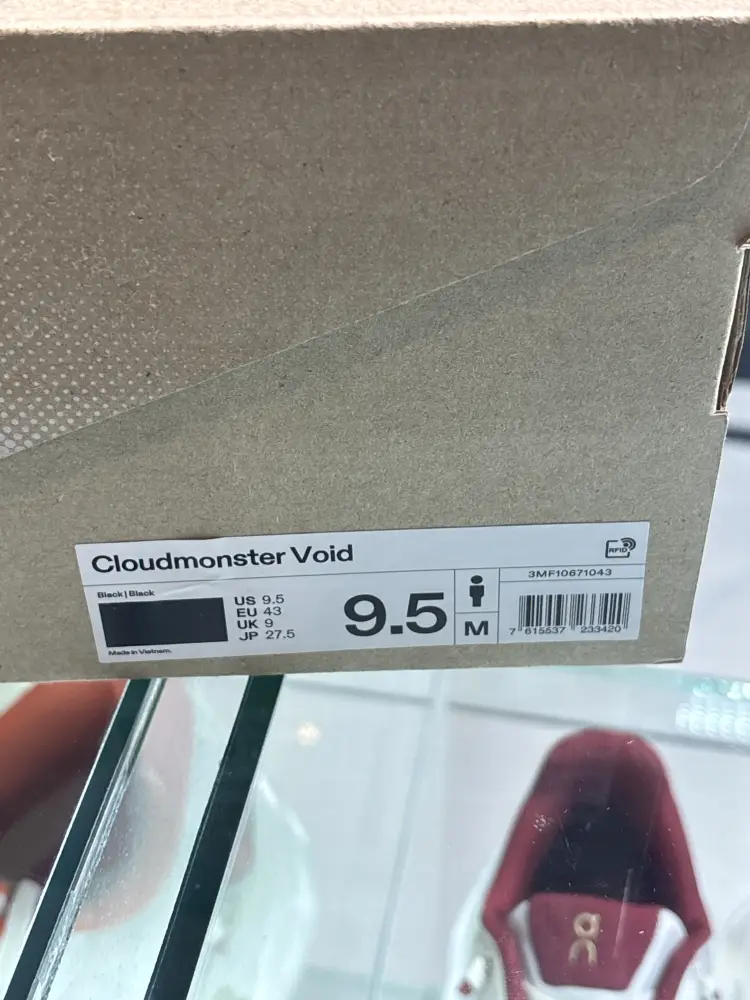 Cloudmonster Void
RFID
Black | Black
US 9.5
EU 43
UK 9
JP 27.5
Made in Vietnam.
9.5
M
3MF10671043
7 615537 233420